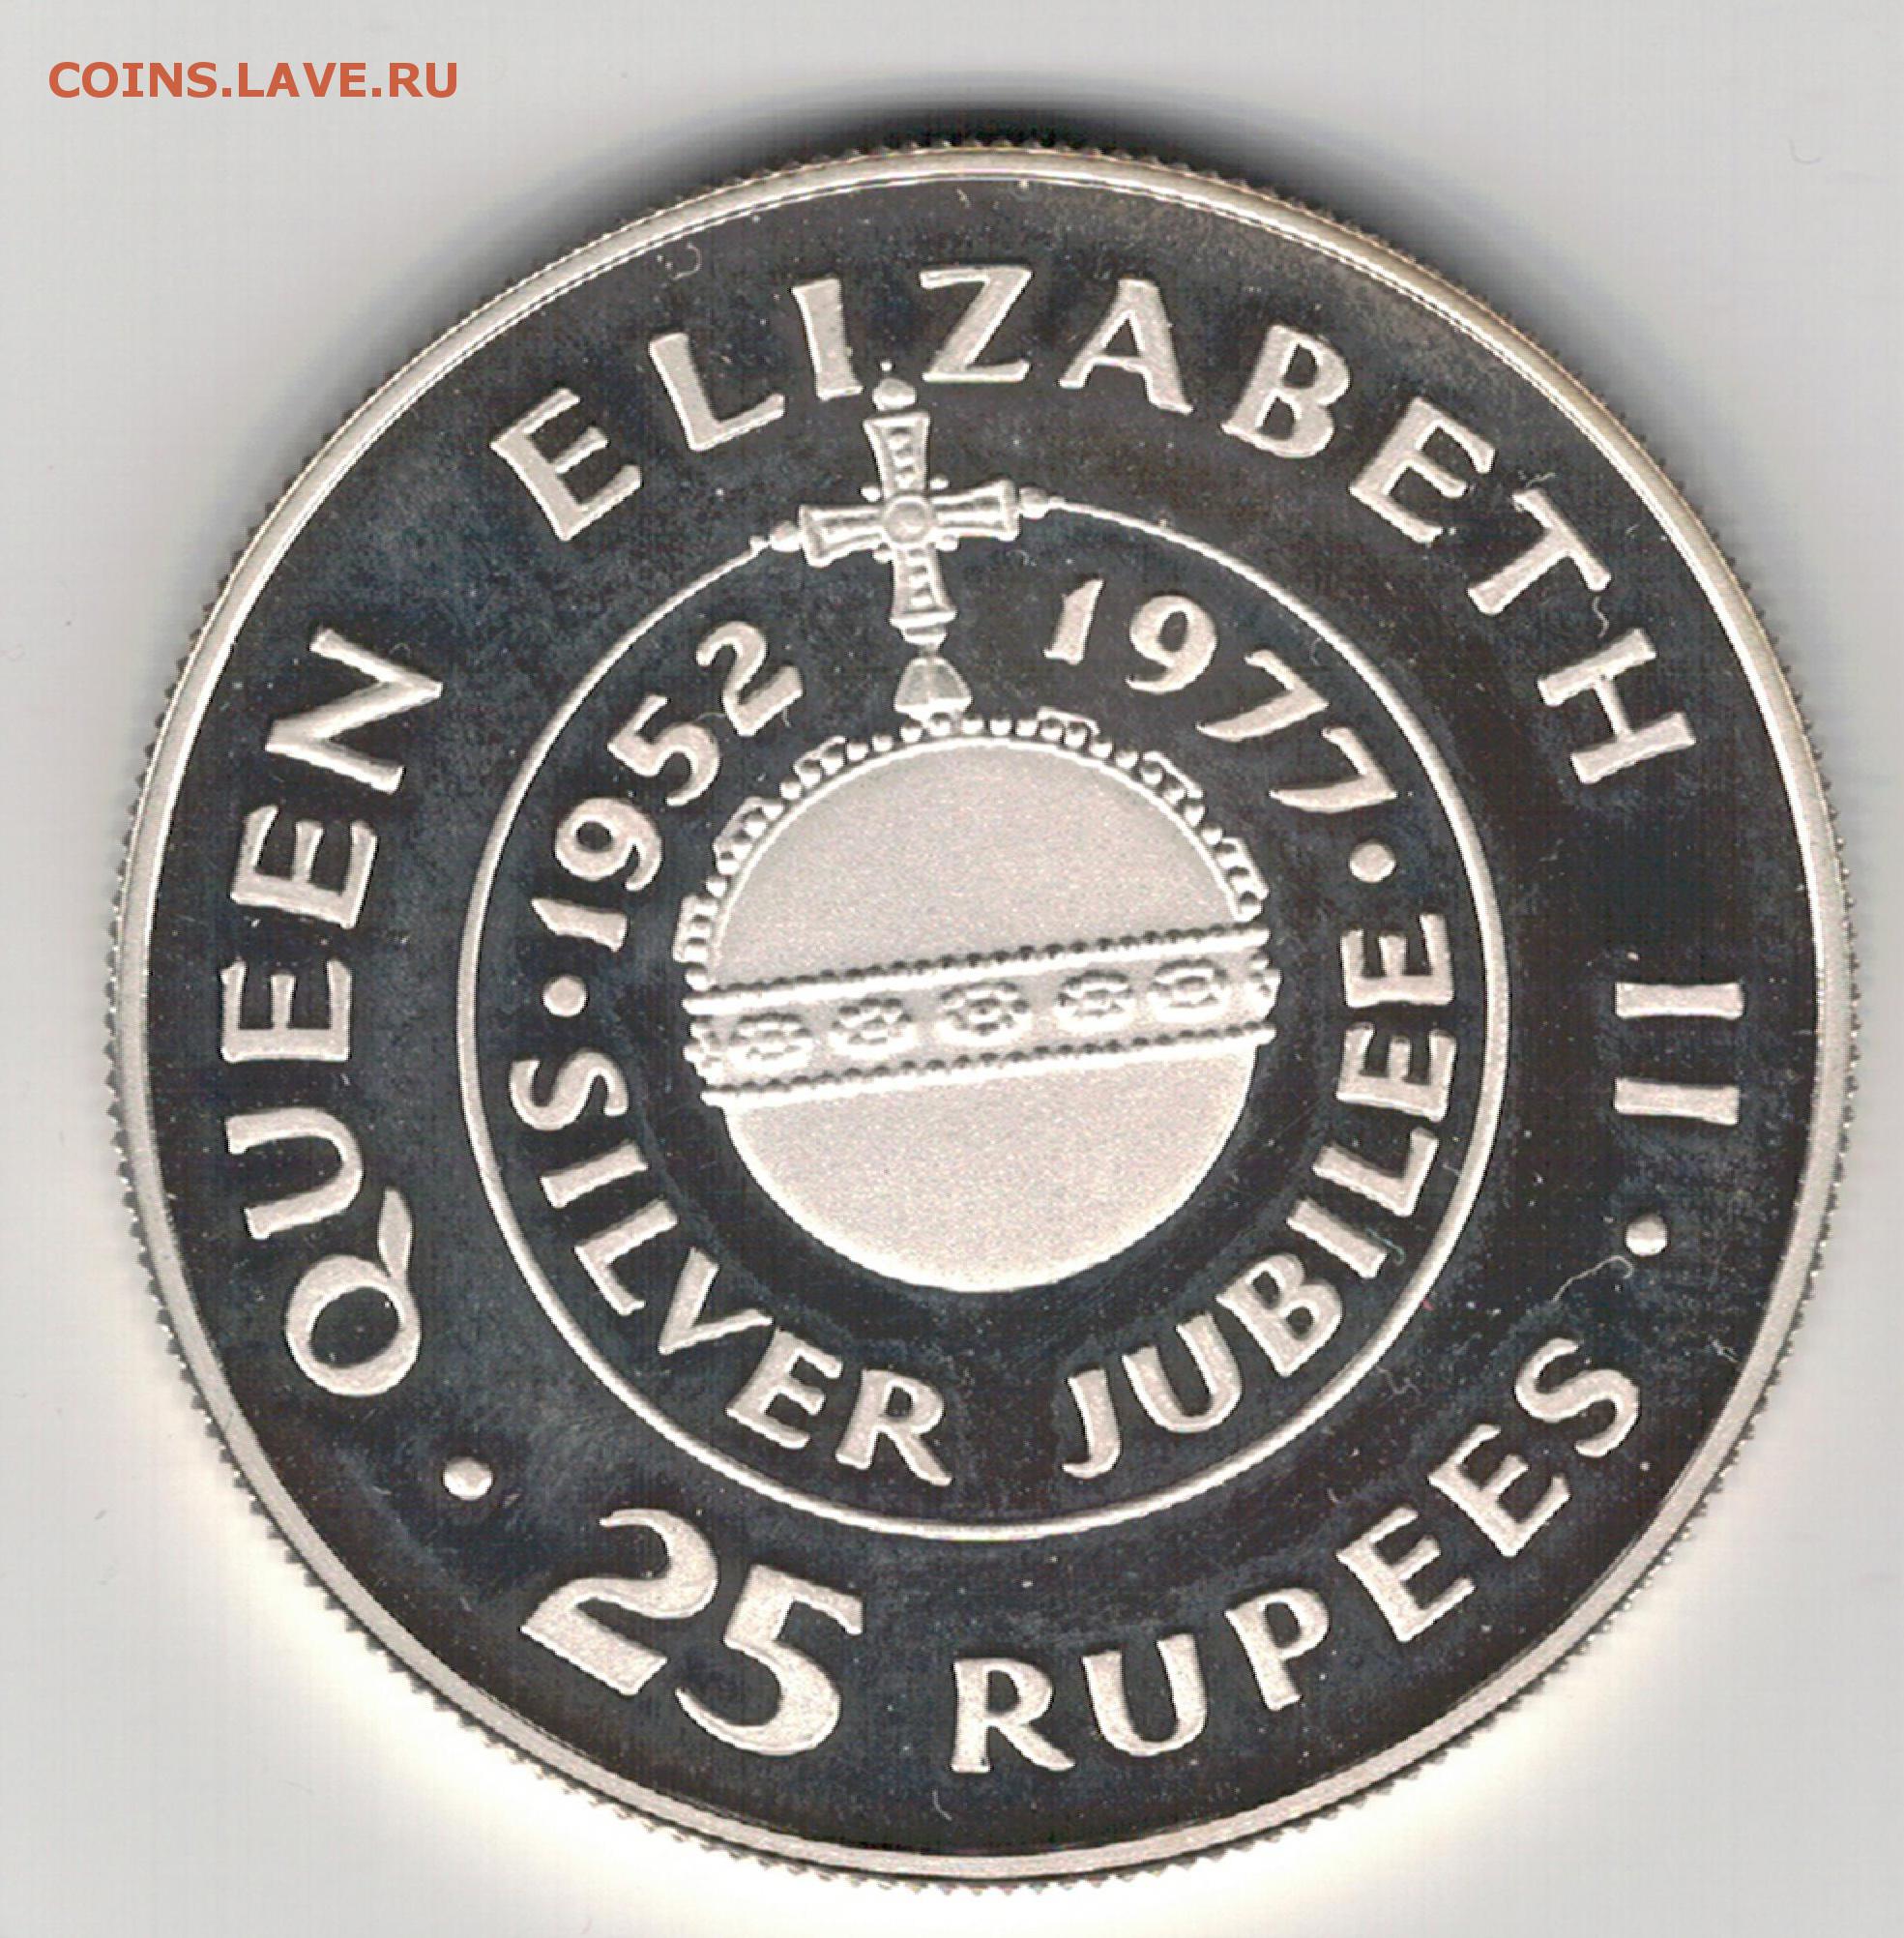 COINS.LAVE.RU
QUEEN ELIZABETH II
· 25 RUPEES ·
1952 1977
· SILVER JUBILEE ·